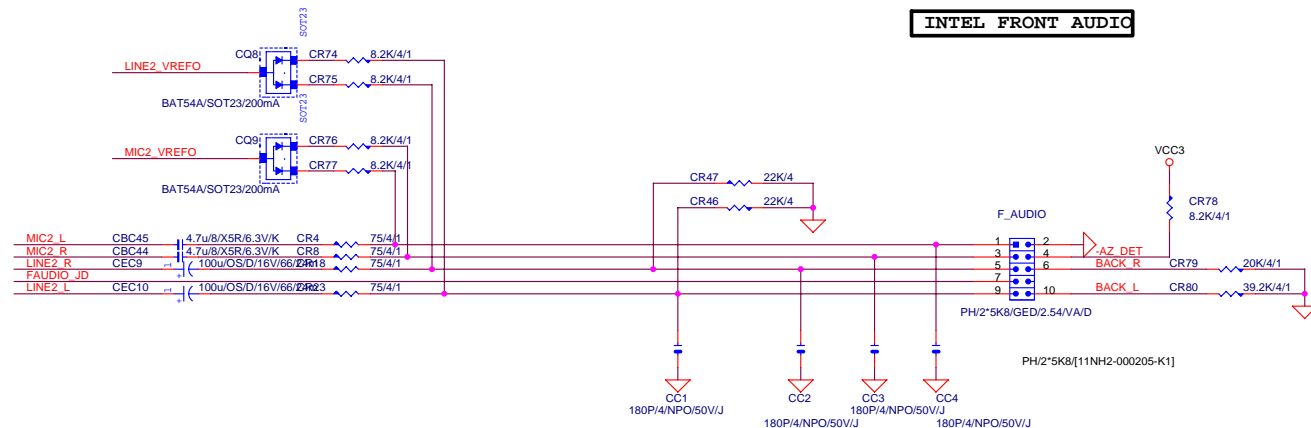 INTEL FRONT AUDIO
SOT23
CQ8
CR74
8.2K/4/1
LINE2_VREFO
CR75
8.2K/4/1
BAT54A/SOT23/200mA
SOT23
CQ9
CR76
8.2K/4/1
MIC2_VREFO
CR77
8.2K/4/1
BAT54A/SOT23/200mA
VCC3
CR47
22K/4
CR46
22K/4
CR78
8.2K/4/1
F_AUDIO
MIC2_L
CBC45
4.7u/8/X5R/6.3V/K
CR4
75/4/1
1
2
MIC2_R
CBC44
4.7u/8/X5R/6.3V/K
CR8
75/4/1
3
4
-AZ_DET
LINE2_R
CEC9
1
+
100u/OS/D/16V/66/24m
CR18
75/4/1
5
6
BACK_R
CR79
20K/4/1
FAUDIO_JD
7
LINE2_L
CEC10
1
+
100u/OS/D/16V/66/24m
CR23
75/4/1
9
10
BACK_L
CR80
39.2K/4/1
PH/2*5K8/GED/2.54/VA/D
PH/2*5K8/[11NH2-000205-K1]
CC1
180P/4/NPO/50V/J
CC2
180P/4/NPO/50V/J
CC3
180P/4/NPO/50V/J
CC4
180P/4/NPO/50V/J